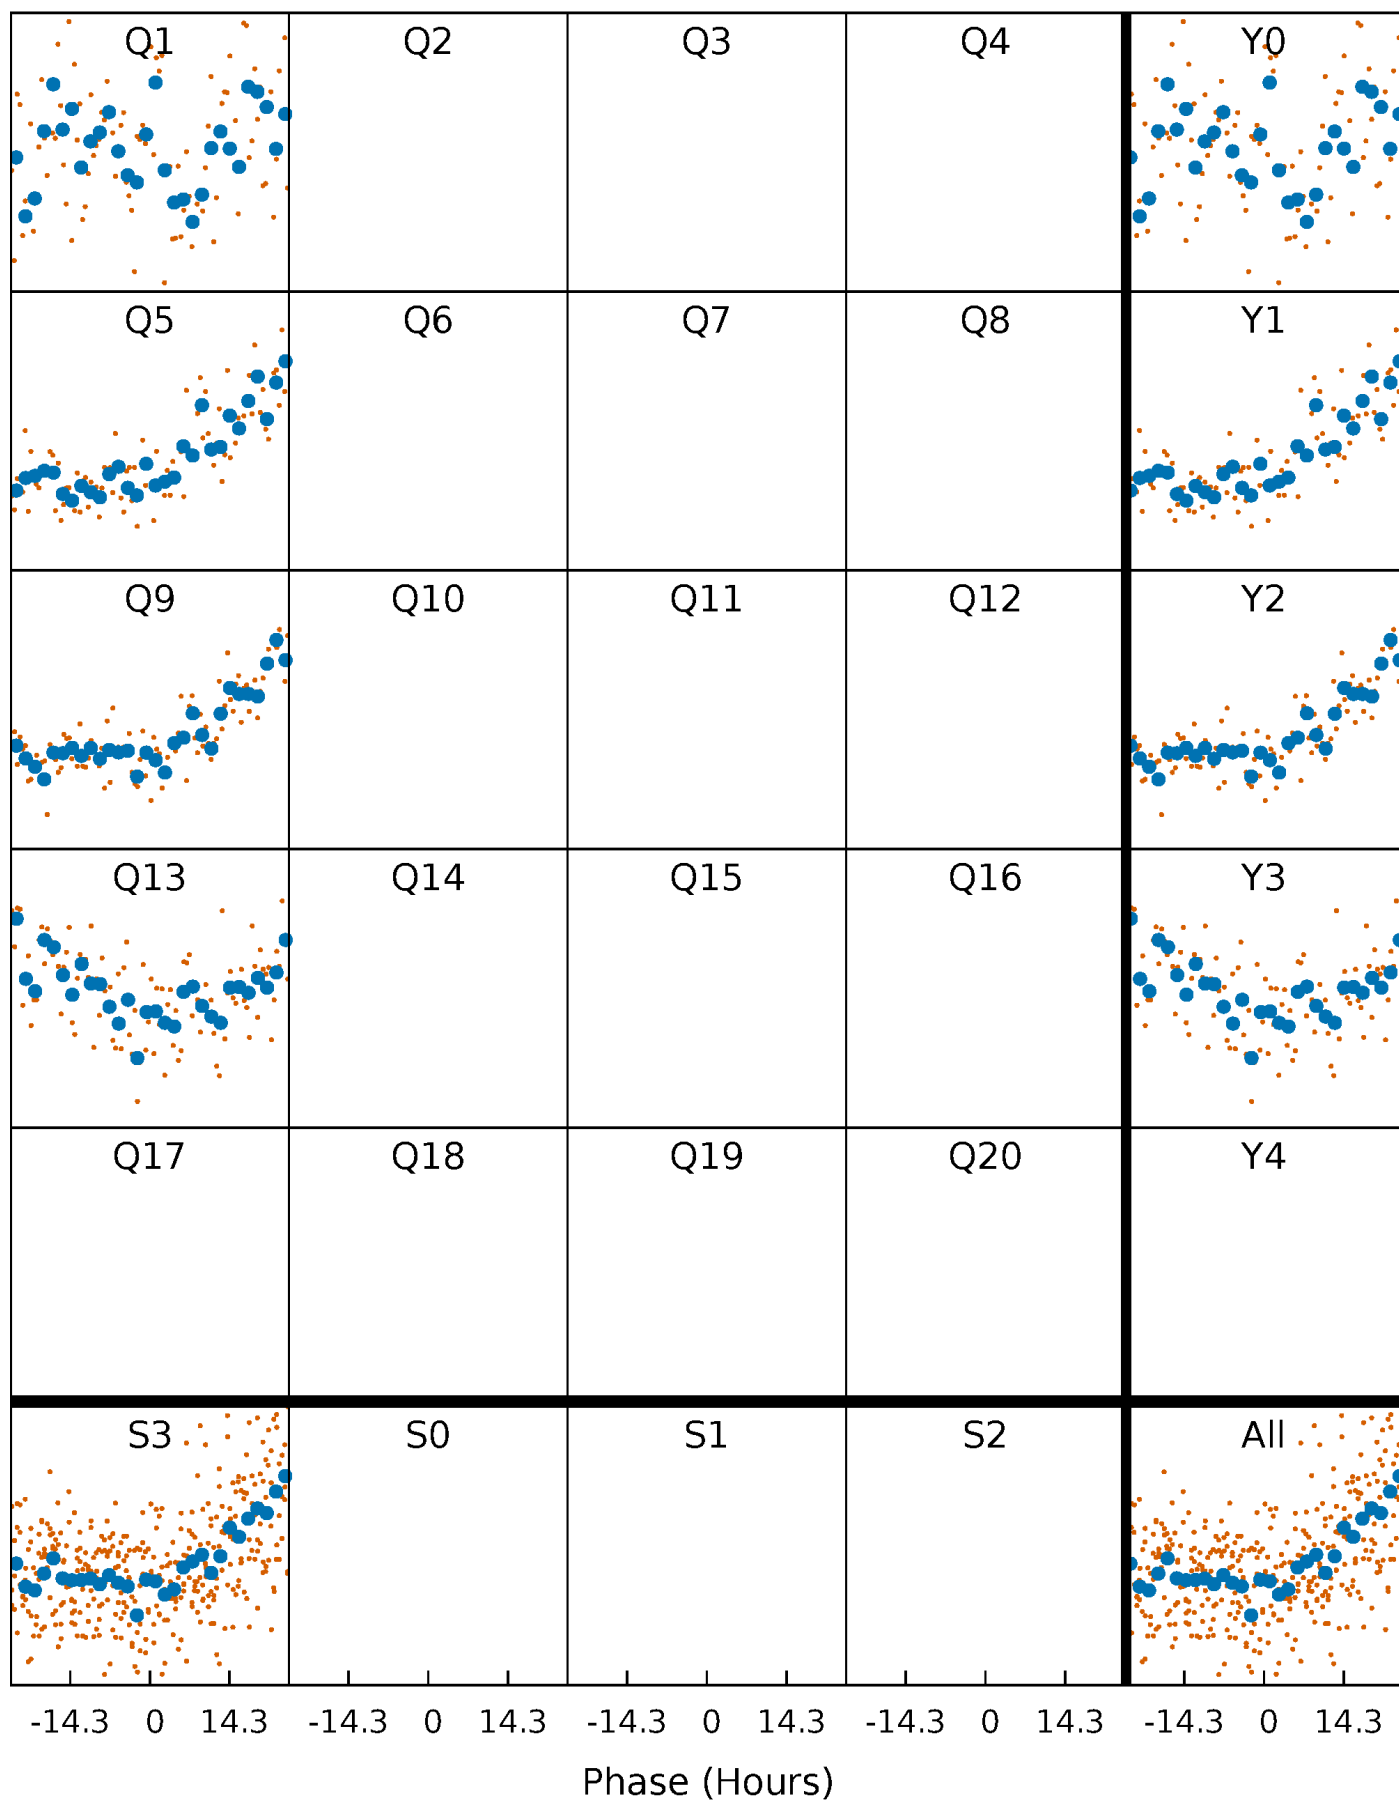 Q1 Q2 Q3 Q4 Y0
Q5 Q6 Q7 Q8 Y1
Q9 Q10 Q11 Q12 Y2
Q13 Q14 Q15 Q16 Y3
Q17 Q18 Q19 Q20 Y4
S3 S0 S1 S2 All
-14.3 0 14.3 -14.3 0 14.3 -14.3 0 14.3 -14.3 0 14.3 -14.3 0 14.3
Phase (Hours)